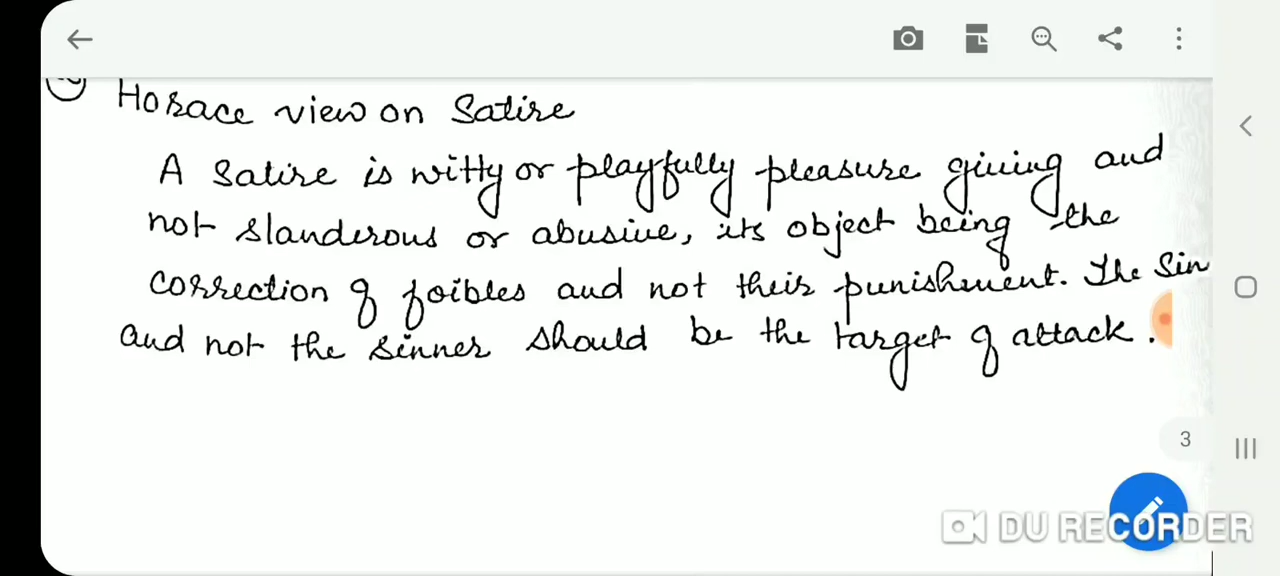 Horace view on Satire
A Satire is witty or playfully pleasure giving and
not slanderous or abusive, its object being the
correction of foibles and not their punishment. The Sin
and not the sinner should be the target of attack.
3
DU RECORDER